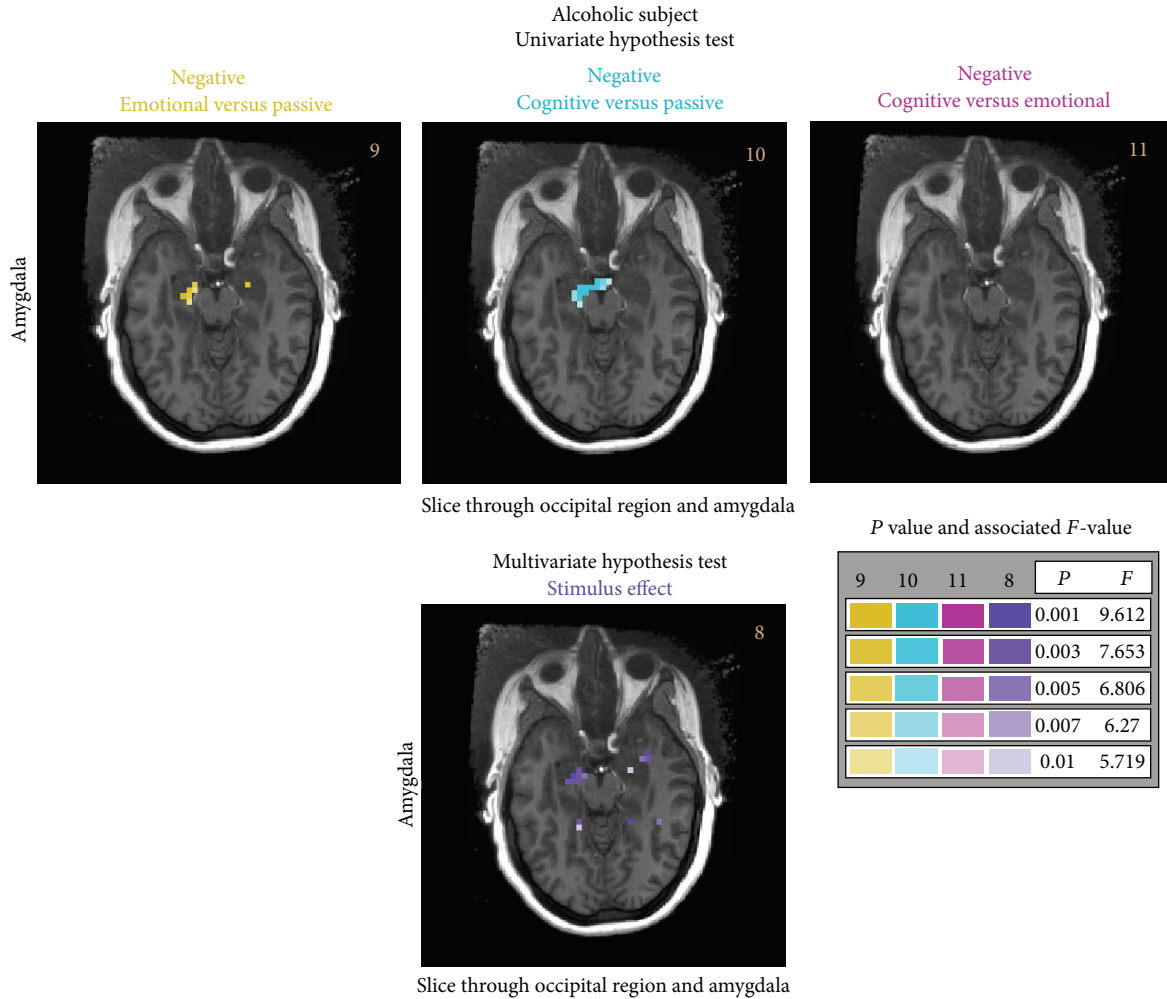 Alcoholic subject
Univariate hypothesis test
Negative
Emotional versus passive
Negative
Cognitive versus passive
Negative
Cognitive versus emotional
Amygdala
9
10
11
Slice through occipital region and amygdala
Multivariate hypothesis test
Stimulus effect
Amygdala
8
Slice through occipital region and amygdala
P value and associated F-value
9 10 11 8 P F
0.001 9.612
0.003 7.653
0.005 6.806
0.007 6.27
0.01 5.719